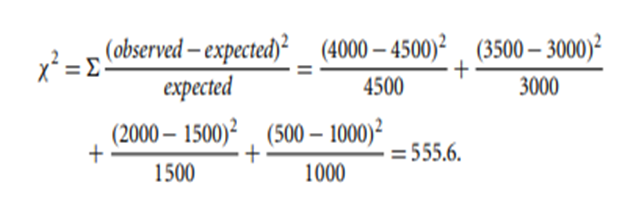 χ² = Σ (observed – expected)² / expected = (4000 – 4500)² / 4500 + (3500 – 3000)² / 3000
+ (2000 – 1500)² / 1500 + (500 – 1000)² / 1000 = 555.6.